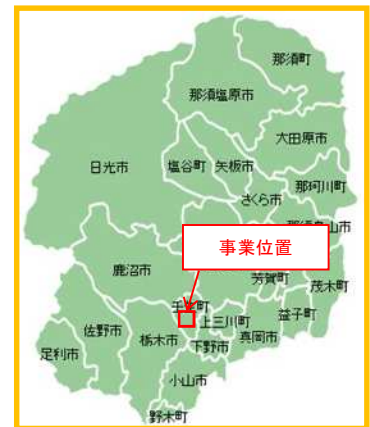 那須町
那須塩原市
大田原市
日光市
塩谷町
矢板市
那珂川町
さくら市
山市
事業位置
鹿沼市
芳賀町
茂木町
益子町
上三川町
真岡市
佐野市
栃木市
下野市
足利市
小山市
野木町